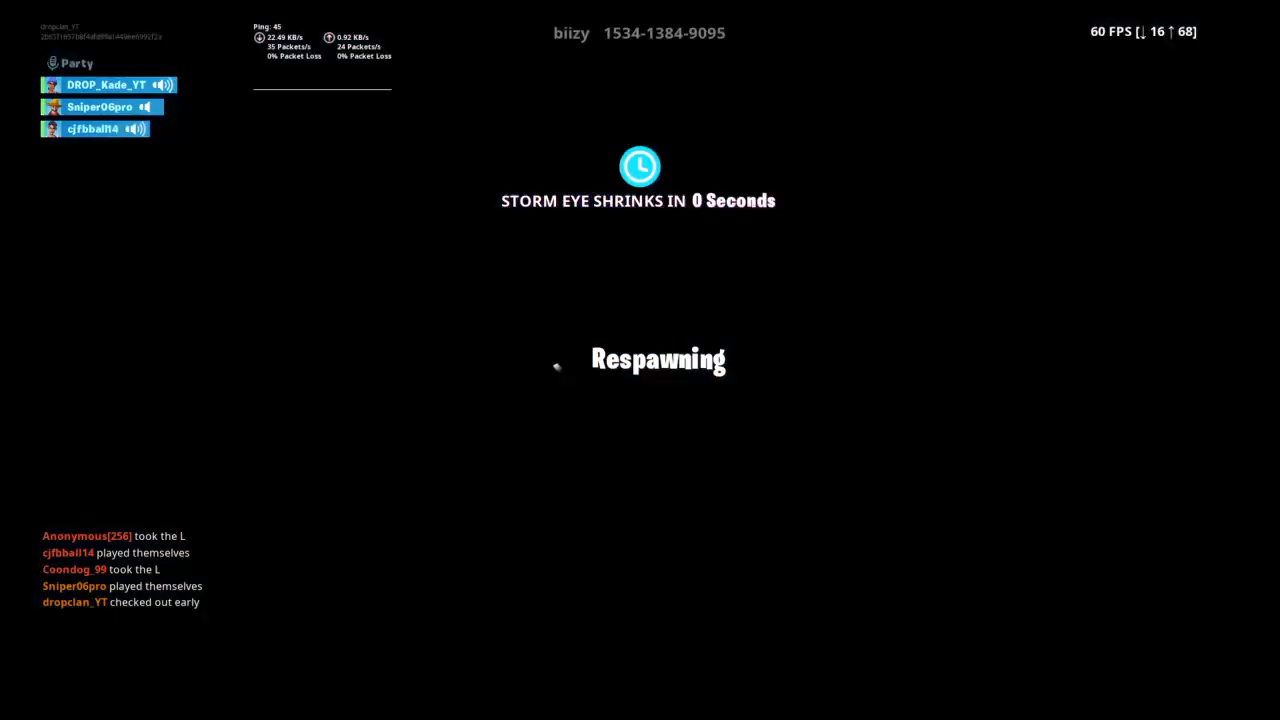 dropclan_YT
Ping: 45
22.49 KB/s 0.92 KB/s
35 Packets/s 24 Packets/s
0% Packet Loss 0% Packet Loss
biizy 1534-1384-9095
60 FPS [↓ 16 ↑ 68]
Party
DROP_Kade_YT
Sniper06pro
cjfbball14
STORM EYE SHRINKS IN 0 Seconds
Respawning
Anonymous[256] took the L
cjfbball14 played themselves
Coondog_99 took the L
Sniper06pro played themselves
dropclan_YT checked out early